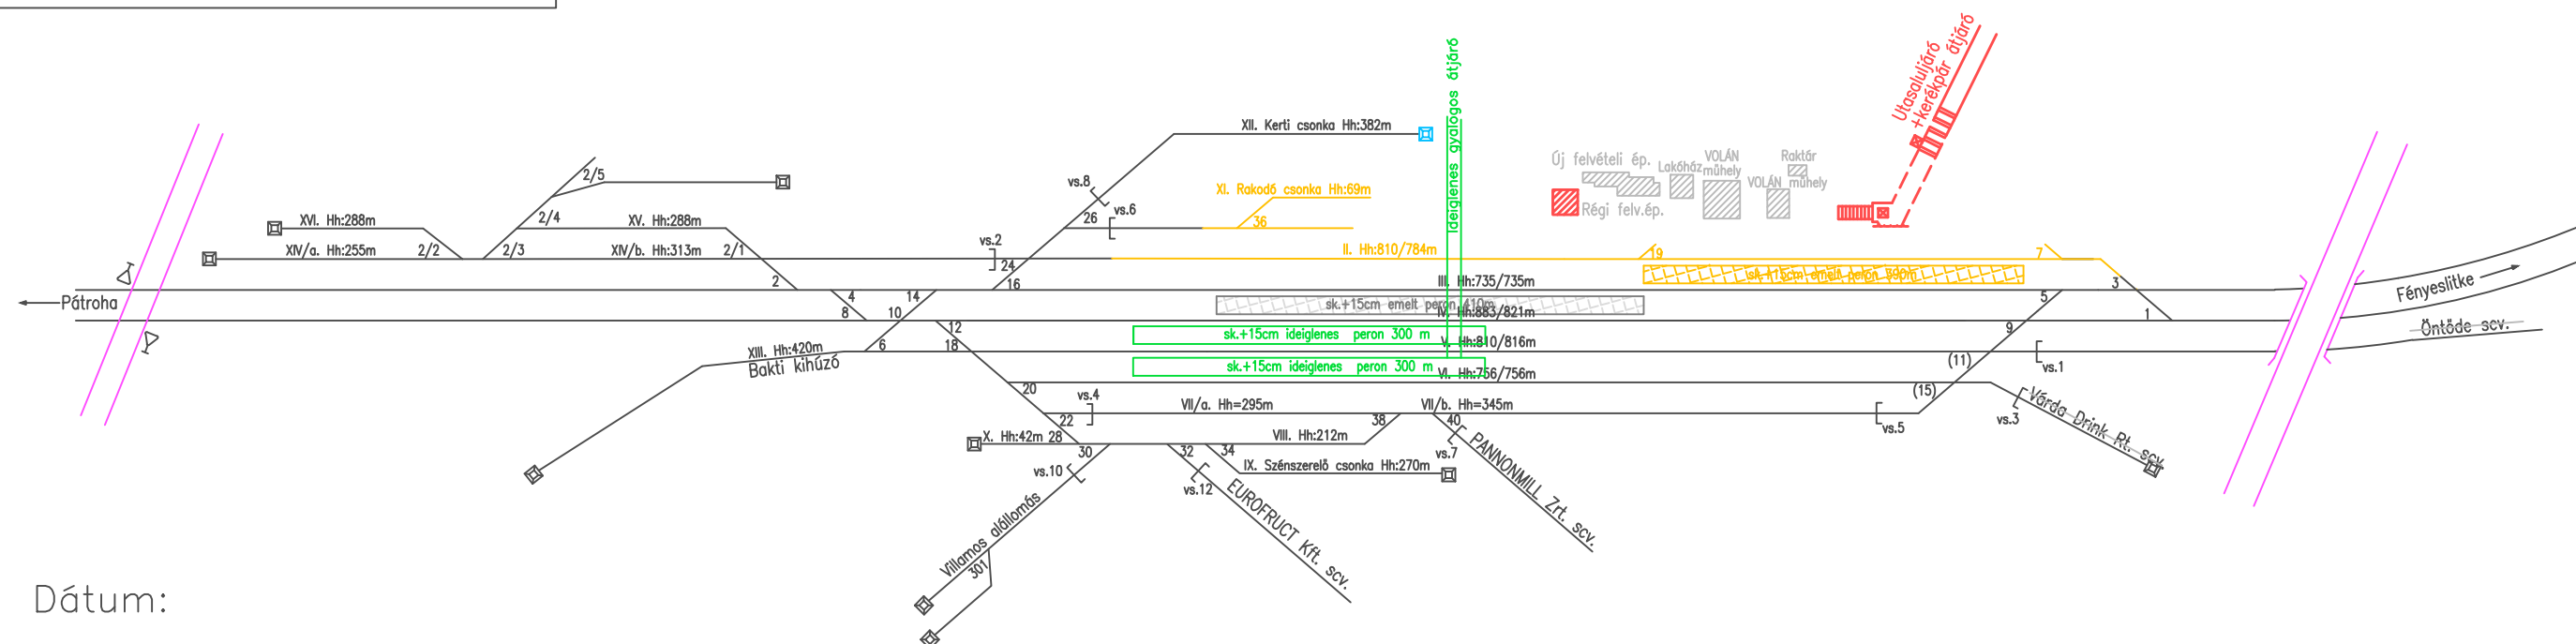 Utasaluljáró
+kerékpár átjáró
ideiglenes gyalogos átjáró
XII. Kerti csonka Hh:382m
Új felvételi ép.
Lakóház
VOLÁN
műhely
Raktár
VOLÁN műhely
Régi felv.ép.
2/5
vs.8
XI. Rakodó csonka Hh:69m
XVI. Hh:288m
2/4
XV. Hh:288m
26
vs.6
36
XIV/a. Hh:255m
2/2
2/3
XIV/b. Hh:313m
2/1
vs.2
24
II. Hh:810/784m
19
7
2
16
III. Hh:735/735m
sk.+15cm emelt peron 390m
3
Pátroha
4
14
sk.+15cm emelt peron 410m
5
Fényeslitke
8
10
IV. Hh:883/821m
1
Öntöde scv.
12
sk.+15cm ideiglenes peron 300 m
9
XIII. Hh:420m
Bakti kihúzó
6
18
V. Hh:810/816m
(11)
vs.1
sk.+15cm ideiglenes peron 300 m
VI. Hh:756/756m
20
vs.4
(15)
Várda Drink Rt. scv.
vs.3
VII/a. Hh=295m
VII/b. Hh=345m
22
38
40
vs.5
X. Hh:42m
28
VIII. Hh:212m
30
32
34
vs.7
PANNONMILL Zrt. scv.
vs.10
IX. Szénszerelő csonka Hh:270m
vs.12
EUROFRUCT Kft. scv.
Villamos alállomás
301
Dátum: